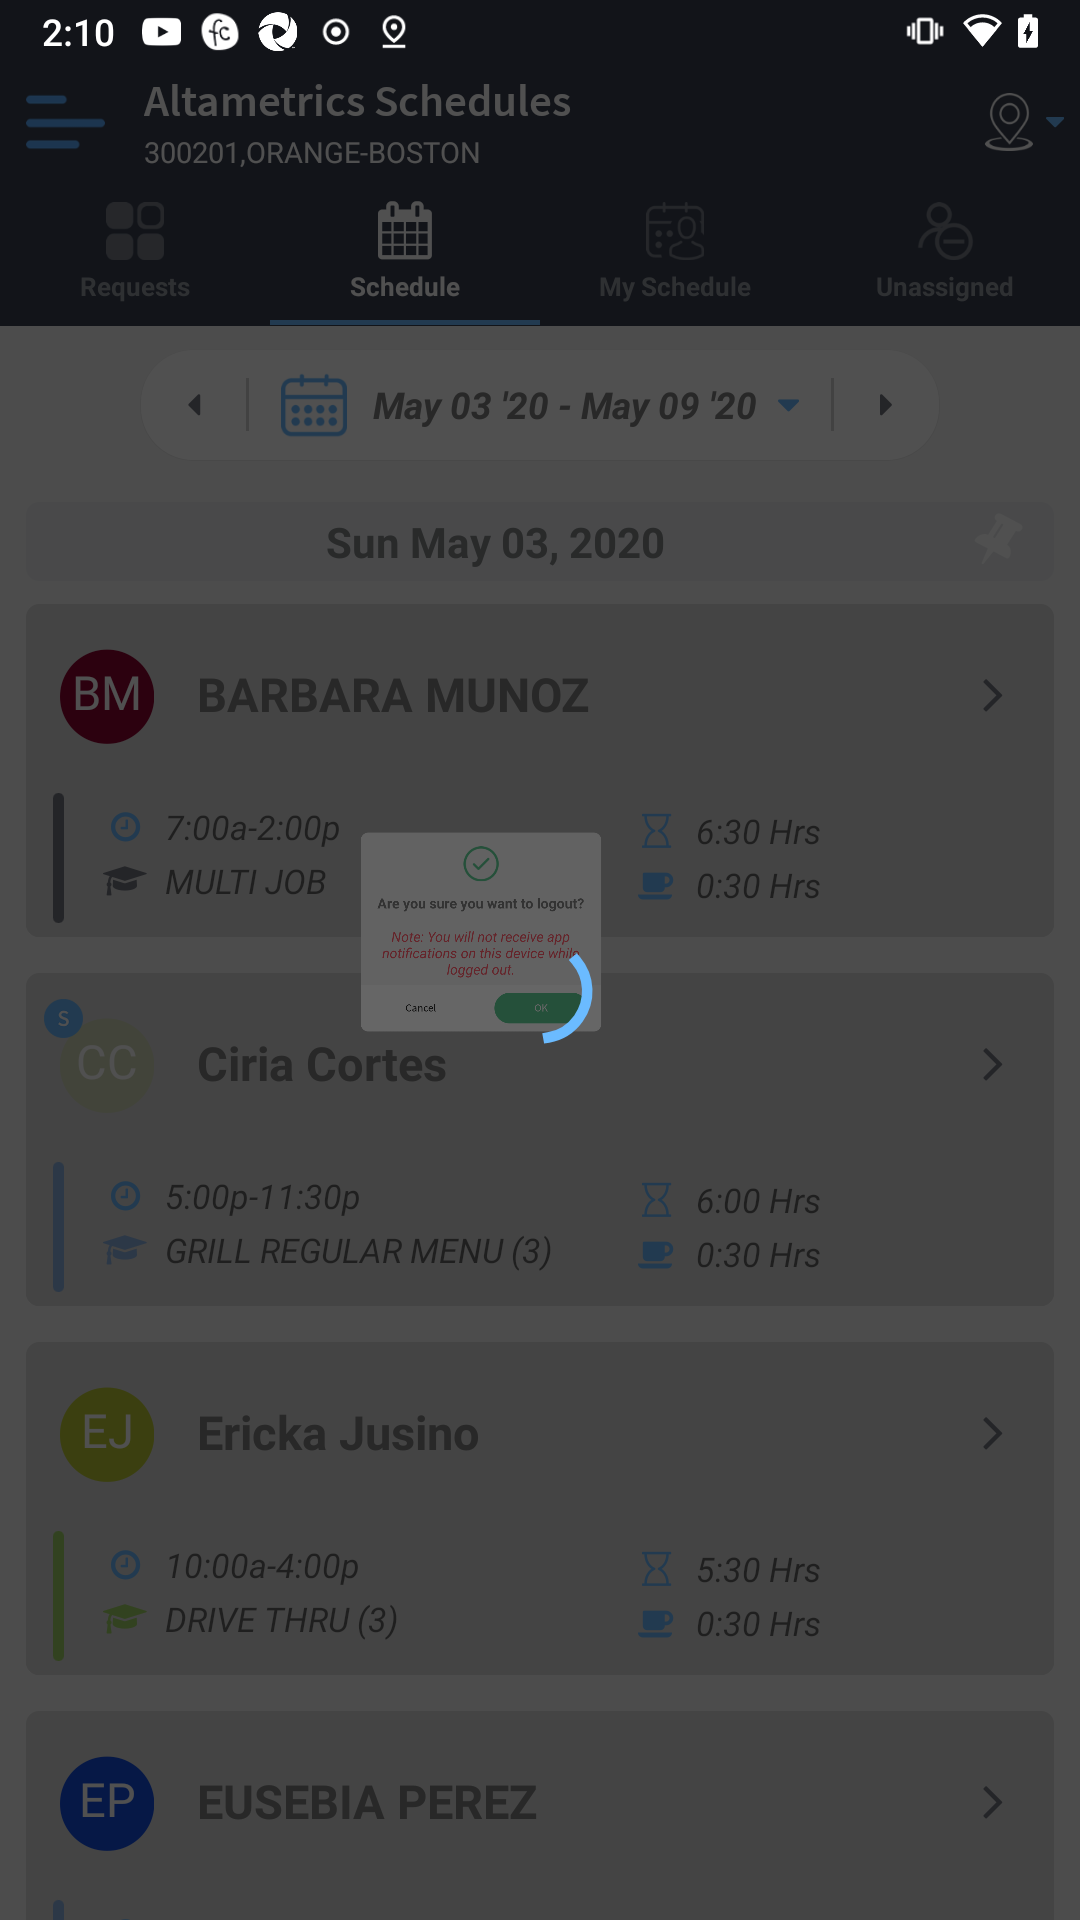 2:10
Altametrics Schedules
300201,ORANGE-BOSTON
Requests
Schedule
My Schedule
Unassigned
May 03 '20 - May 09 '20
Sun May 03, 2020
BM
BARBARA MUNOZ
7:00a-2:00p
6:30 Hrs
MULTI JOB
0:30 Hrs
Are you sure you want to logout?
Note: You will not receive app
notifications on this device while
logged out.
Cancel
OK
S
CC
Ciria Cortes
5:00p-11:30p
6:00 Hrs
GRILL REGULAR MENU (3)
0:30 Hrs
EJ
Ericka Jusino
10:00a-4:00p
5:30 Hrs
DRIVE THRU (3)
0:30 Hrs
EP
EUSEBIA PEREZ